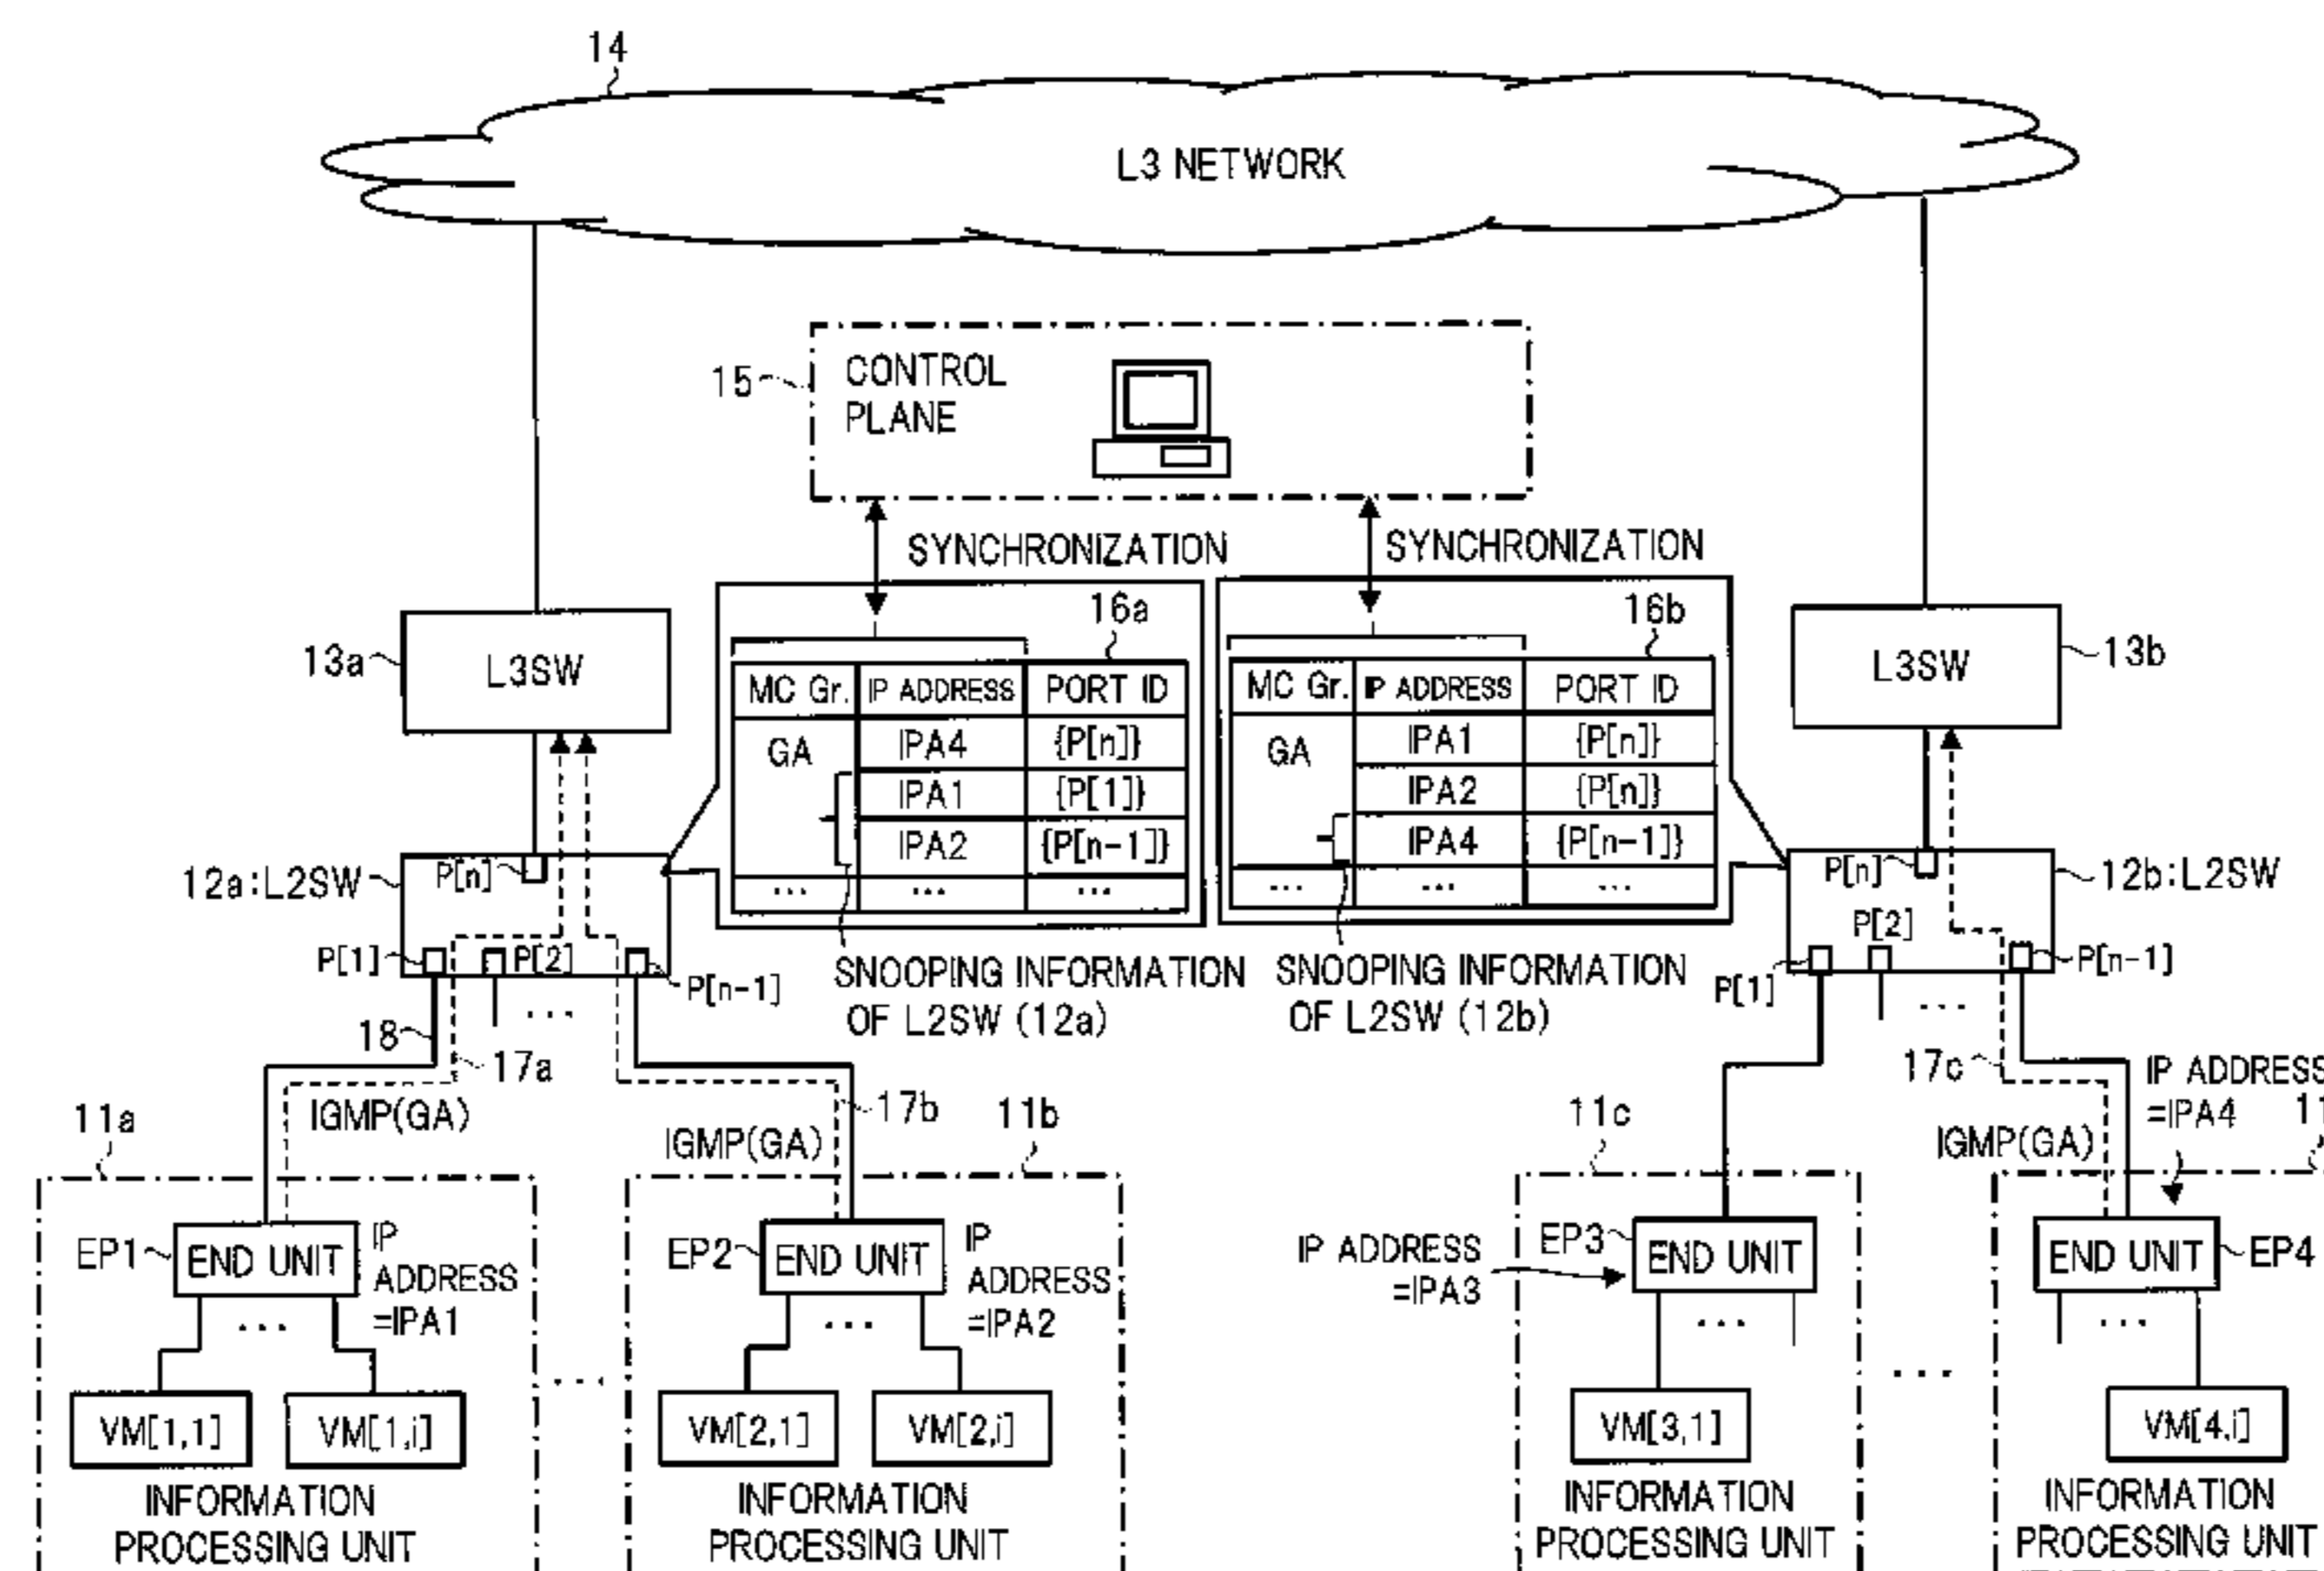 14
L3 NETWORK
15
CONTROL
PLANE
SYNCHRONIZATION
SYNCHRONIZATION
13a
L3SW
16a
MC Gr. IP ADDRESS PORT ID
GA IPA4 {P[n]}
IPA1 {P[1]}
IPA2 {P[n-1]}
... ... ...
SNOOPING INFORMATION
OF L2SW (12a)
16b
MC Gr. IP ADDRESS PORT ID
GA IPA1 {P[n]}
IPA2 {P[n]}
IPA4 {P[n-1]}
... ... ...
SNOOPING INFORMATION
OF L2SW (12b)
L3SW
13b
12a:L2SW
P[n]
P[1]
P[2]
P[n-1]
...
18
17a
IGMP(GA)
17b
IGMP(GA)
P[n]
12b:L2SW
P[2]
P[1]
P[n-1]
...
17c
IGMP(GA)
IP ADDRESS
=IPA4
11a
EP1
END UNIT
IP
ADDRESS
=IPA1
...
VM[1,1]
VM[1,i]
INFORMATION
PROCESSING UNIT
...
11b
EP2
END UNIT
IP
ADDRESS
=IPA2
...
VM[2,1]
VM[2,i]
INFORMATION
PROCESSING UNIT
11c
IP ADDRESS
=IPA3
EP3
END UNIT
...
VM[3,1]
INFORMATION
PROCESSING UNIT
...
END UNIT
EP4
...
VM[4,i]
INFORMATION
PROCESSING UNIT